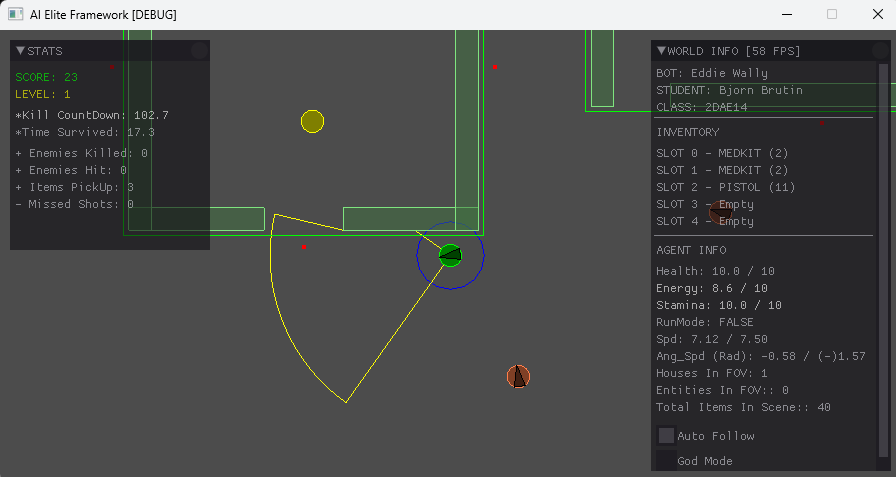 AI Elite Framework [DEBUG]
STATS
SCORE: 23
LEVEL: 1
*Kill CountDown: 102.7
*Time Survived: 17.3
+ Enemies Killed: 0
+ Enemies Hit: 0
+ Items PickUp: 3
- Missed Shots: 0
WORLD INFO [58 FPS]
BOT: Eddie Wally
STUDENT: Bjorn Brutin
CLASS: 2DAE14
INVENTORY
SLOT 0 - MEDKIT (2)
SLOT 1 - MEDKIT (2)
SLOT 2 - PISTOL (11)
SLOT 3 - Empty
SLOT 4 - Empty
AGENT INFO
Health: 10.0 / 10
Energy: 8.6 / 10
Stamina: 10.0 / 10
RunMode: FALSE
Spd: 7.12 / 7.50
Ang_Spd (Rad): -0.58 / (-)1.57
Houses In FOV: 1
Entities In FOV:: 0
Total Items In Scene:: 40
Auto Follow
God Mode